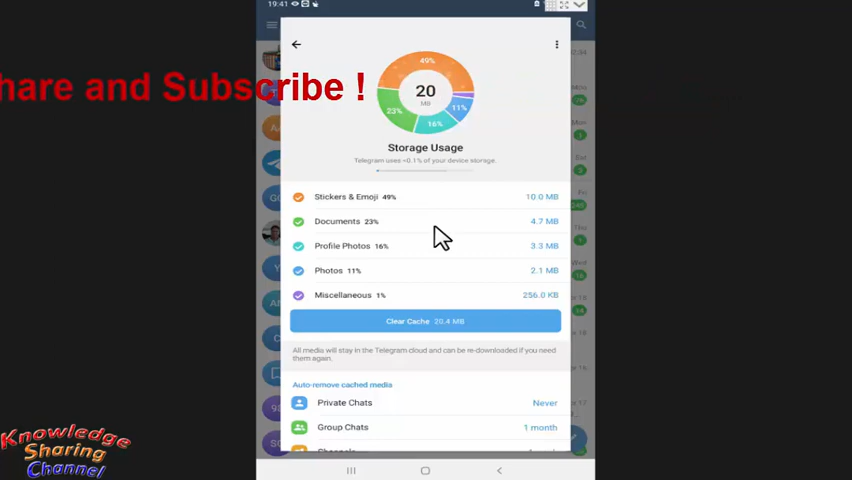 19:41
hare and Subscribe !
49%
23%
11%
16%
20
MB
Storage Usage
Telegram uses <0.1% of your device storage.
Stickers & Emoji 49% 10.0 MB
Documents 23% 4.7 MB
Profile Photos 16% 3.3 MB
Photos 11% 2.1 MB
Miscellaneous 1% 256.0 KB
Clear Cache 20.4 MB
All media will stay in the Telegram cloud and can be re-downloaded if you need
them again.
Auto-remove cached media
Private Chats Never
Group Chats 1 month
Knowledge
Sharing
Channel